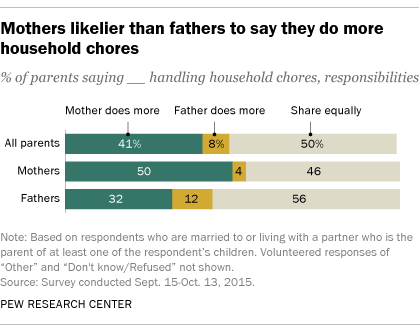 Mothers likelier than fathers to say they do more
household chores
% of parents saying __ handling household chores, responsibilities
Mother does more Father does more Share equally
All parents 41% 8% 50%
Mothers 50 4 46
Fathers 32 12 56
Note: Based on respondents who are married to or living with a partner who is the
parent of at least one of the respondent's children. Volunteered responses of
"Other" and "Don't know/Refused" not shown.
Source: Survey conducted Sept. 15-Oct. 13, 2015.
PEW RESEARCH CENTER